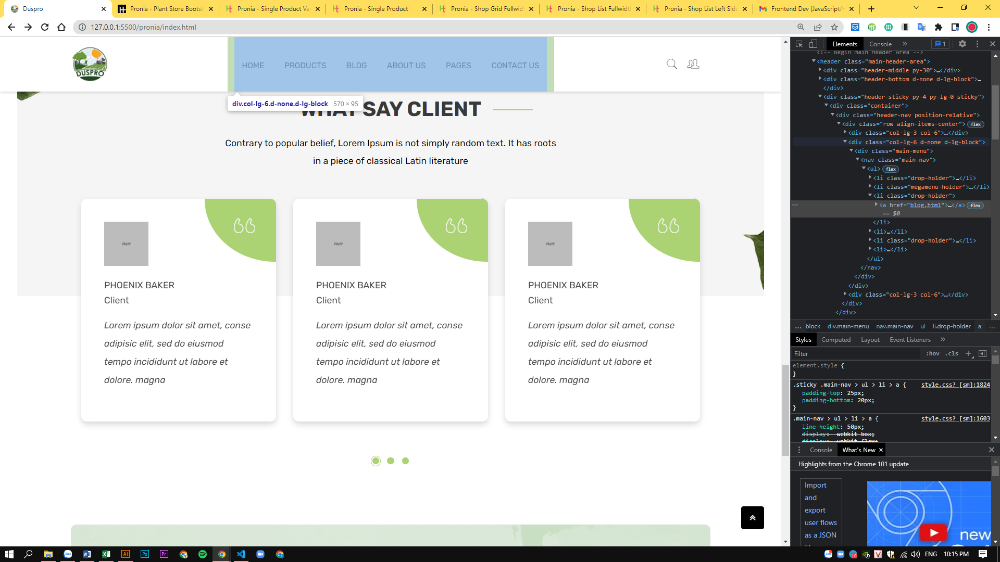 Duspro
Pronia - Plant Store Bootst
Pronia - Single Product Var
Pronia - Single Product
Pronia - Shop Grid Fullwid
Pronia - Shop List Fullwidt
Pronia - Shop List Left Side
Frontend Dev (JavaScript/
127.0.0.1:5500/pronia/index.html
DUSPRO
HOME
PRODUCTS
BLOG
ABOUT US
PAGES
CONTACT US
div.col-lg-6.d-none.d-lg-block 570 × 95
WHAT SAY CLIENT
Contrary to popular belief, Lorem Ipsum is not simply random text. It has roots
in a piece of classical Latin literature
77x77
PHOENIX BAKER
Client
Lorem ipsum dolor sit amet, conse
adipisic elit, sed do eiusmod
tempo incididunt ut labore et
dolore. magna
77x77
PHOENIX BAKER
Client
Lorem ipsum dolor sit amet, conse
adipisic elit, sed do eiusmod
tempo incididunt ut labore et
dolore. magna
77x77
PHOENIX BAKER
Client
Lorem ipsum dolor sit amet, conse
adipisic elit, sed do eiusmod
tempo incididunt ut labore et
dolore. magna
Elements
Console
1
<!-- Begin Main Header Area -->
<header class="main-header-area">
<div class="header-middle py-30">…</div>
<div class="header-bottom d-none d-lg-block">…
</div>
<div class="header-sticky py-4 py-lg-0 sticky">
<div class="container">
<div class="header-nav position-relative">
<div class="row align-items-center"> flex
<div class="col-lg-3 col-6">…</div>
<div class="col-lg-6 d-none d-lg-block">
<div class="main-menu">
<nav class="main-nav">
<ul> flex
<li class="drop-holder">…</li>
<li class="megamenu-holder">…</li>
<li class="drop-holder">
<a href="blog.html">…</a> flex
== $0
</li>
<li>…</li>
<li class="drop-holder">…</li>
<li>…</li>
</ul>
</nav>
</div>
</div>
<div class="col-lg-3 col-6">…</div>
</div>
</div>
… block div.main-menu nav.main-nav ul li.drop-holder a …
Styles
Computed
Layout
Event Listeners
Filter
:hov .cls
element.style {
}
.sticky .main-nav > ul > li > a { style.css? [sm]:1824
padding-top: 25px;
padding-bottom: 20px;
}
.main-nav > ul > li > a { style.css? [sm]:1603
line-height: 50px;
display: -webkit-box;
display: -webkit-flex;
Console
What's New
Highlights from the Chrome 101 update
Import
and
export
user flows
as a JSON
new
Zalo
Ai
Ps
Pr
10
ENG
10:15 PM